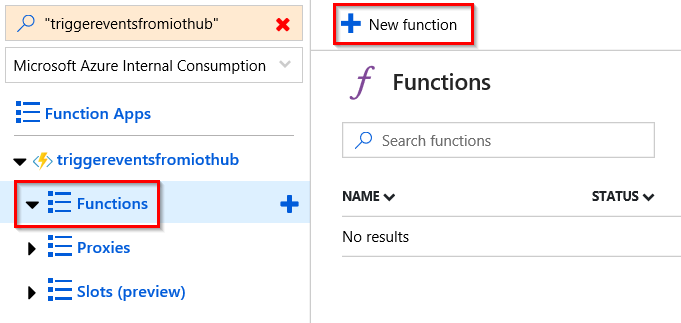 "triggereventsfromiothub"
Microsoft Azure Internal Consumption
Function Apps
triggereventsfromiothub
Functions
Proxies
Slots (preview)
New function
Functions
Search functions
NAME STATUS
No results